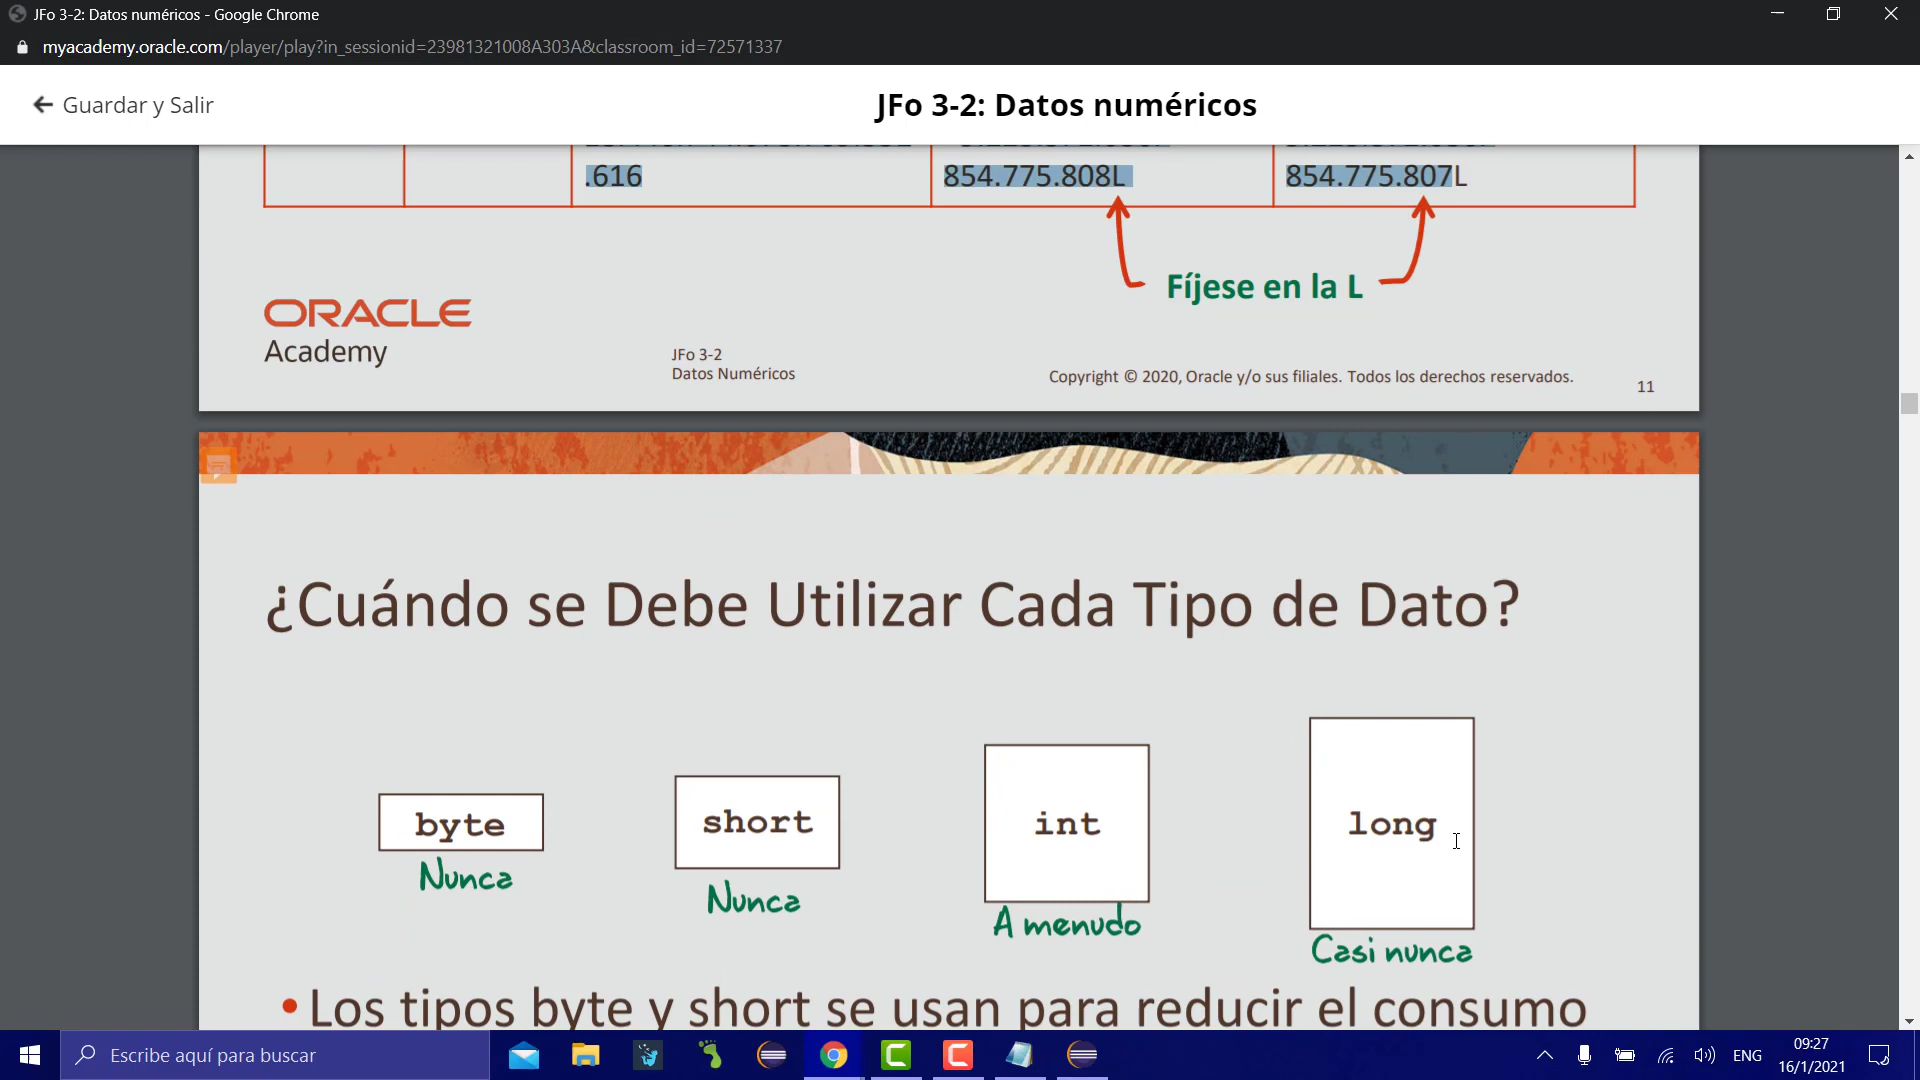 JFo 3-2: Datos numéricos - Google Chrome
myacademy.oracle.com/player/play?in_sessionid=23981321008A303A&classroom_id=72571337
Guardar y Salir
JFo 3-2: Datos numéricos
.616
854.775.808L
854.775.807L
Fíjese en la L
ORACLE
Academy
JFo 3-2
Datos Numéricos
Copyright © 2020, Oracle y/o sus filiales. Todos los derechos reservados.
11
¿Cuándo se Debe Utilizar Cada Tipo de Dato?
byte
short
int
long
Nunca
Nunca
A menudo
Casi nunca
• Los tipos byte y short se usan para reducir el consumo
Escribe aquí para buscar
ENG
09:27
16/1/2021